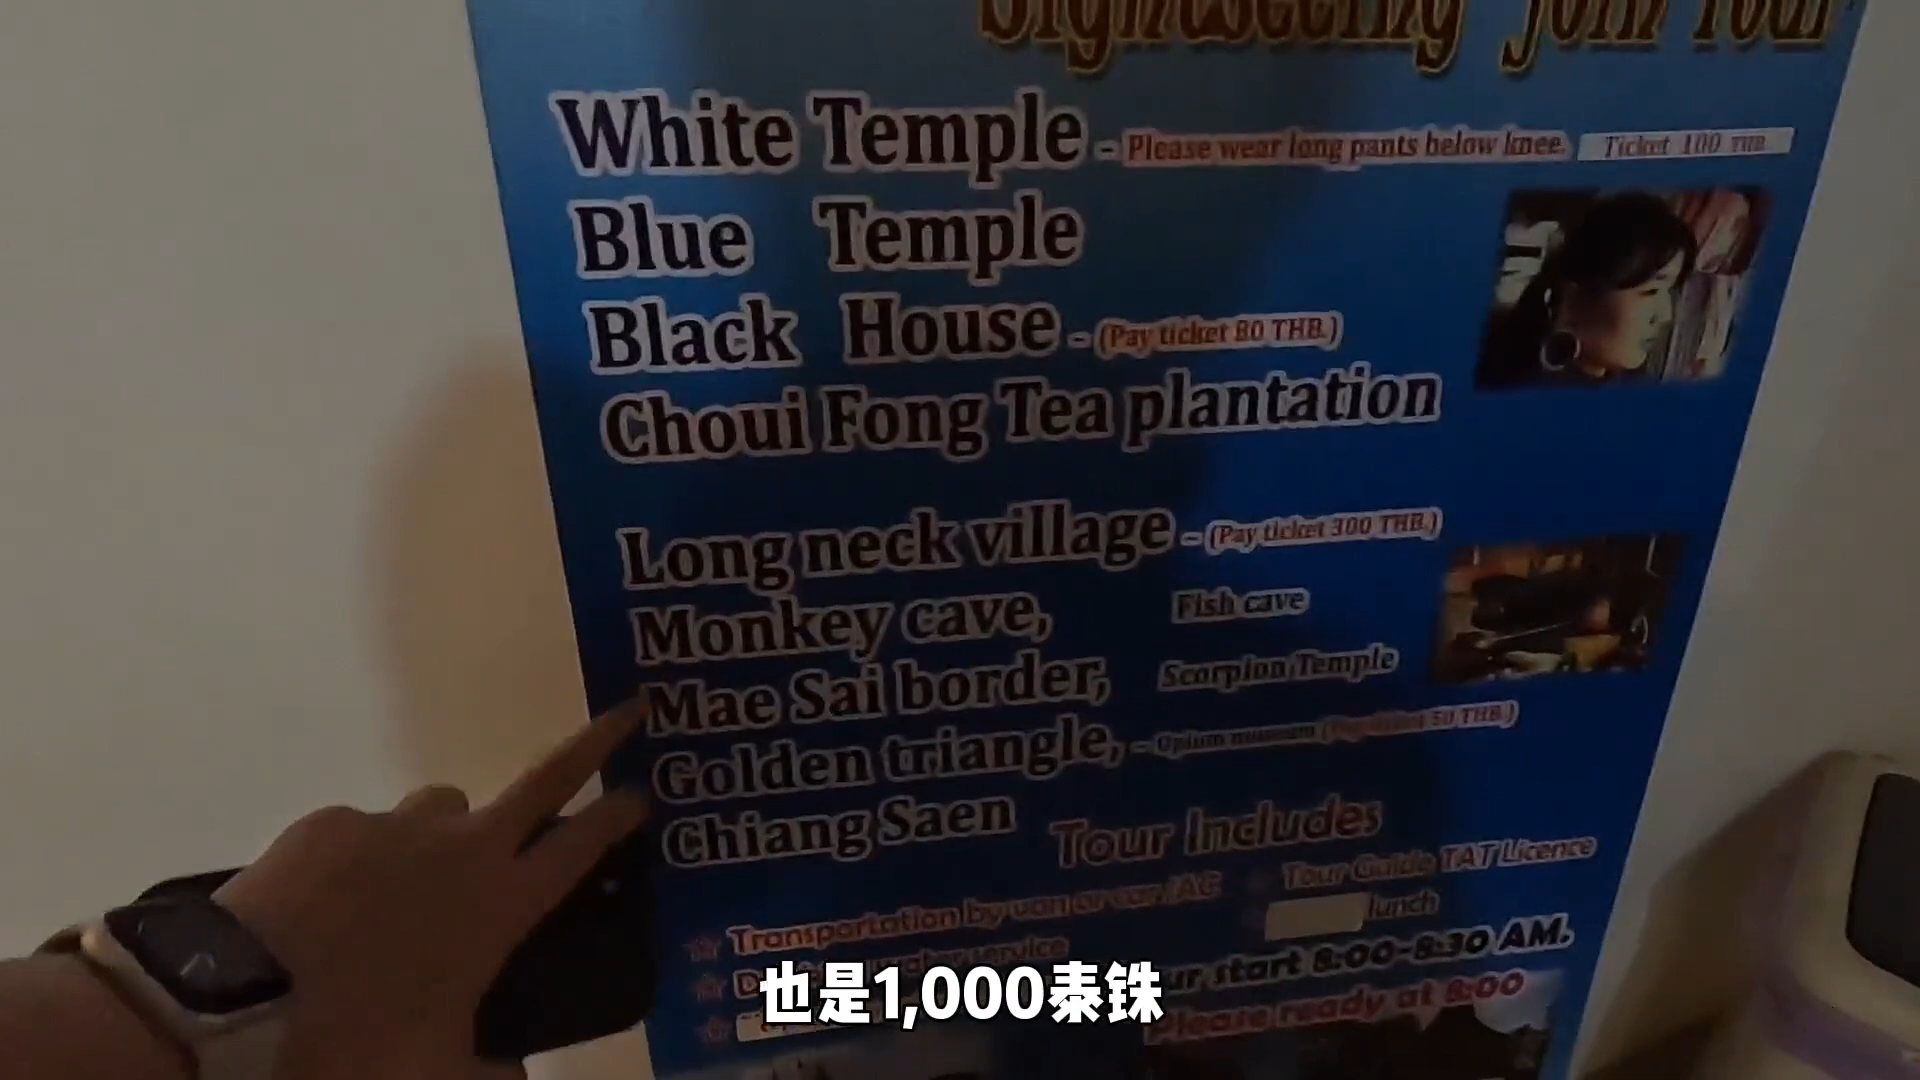 Sightseeing Join Tour
White Temple - Please wear long pants below knee. Ticket 100 THB.
Blue Temple
Black House - (Pay ticket 80 THB.)
Choui Fong Tea plantation
Long neck village - (Pay ticket 300 THB.)
Monkey cave, Fish cave
Mae Sai border, Scorpion Temple
Golden triangle, - Opium museum (Pay ticket 50 THB.)
Chiang Saen
Tour Includes
Transportation by van or car/AC
Tour Guide TAT Licence
lunch
start 8:00-8:30 AM.
Please ready at 8:00
也是1,000泰铢